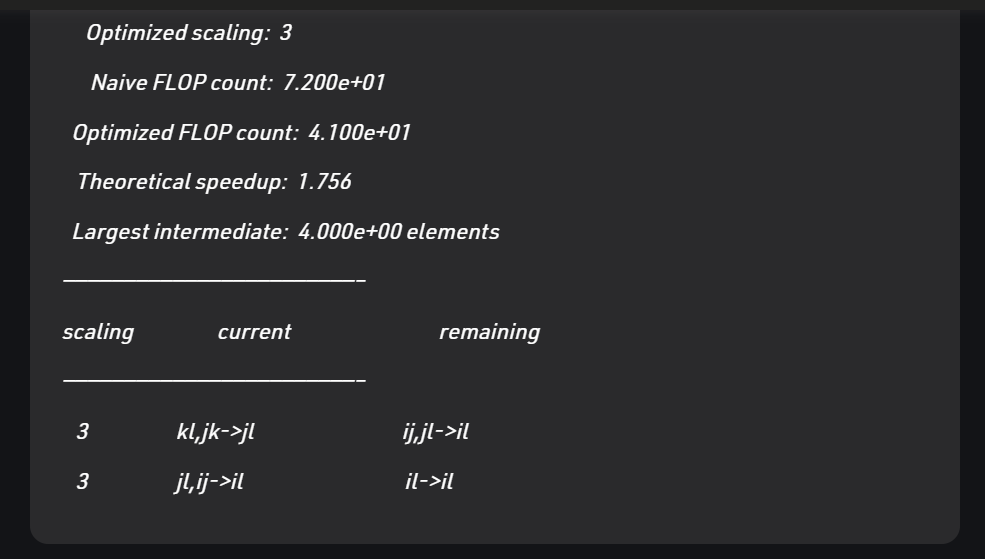 Optimized scaling: 3
Naive FLOP count: 7.200e+01
Optimized FLOP count: 4.100e+01
Theoretical speedup: 1.756
Largest intermediate: 4.000e+00 elements
scaling current remaining
3 kl,jk->jl ij,jl->il
3 jl,ij->il il->il